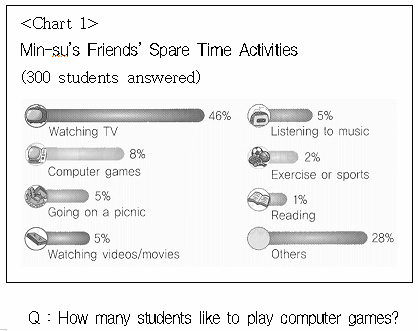 <Chart 1>
Min-su's Friends' Spare Time Activities
(300 students answered)
46%
Watching TV
8%
Computer games
5%
Going on a picnic
5%
Watching videos/movies
5%
Listening to music
2%
Exercise or sports
1%
Reading
28%
Others
Q : How many students like to play computer games?